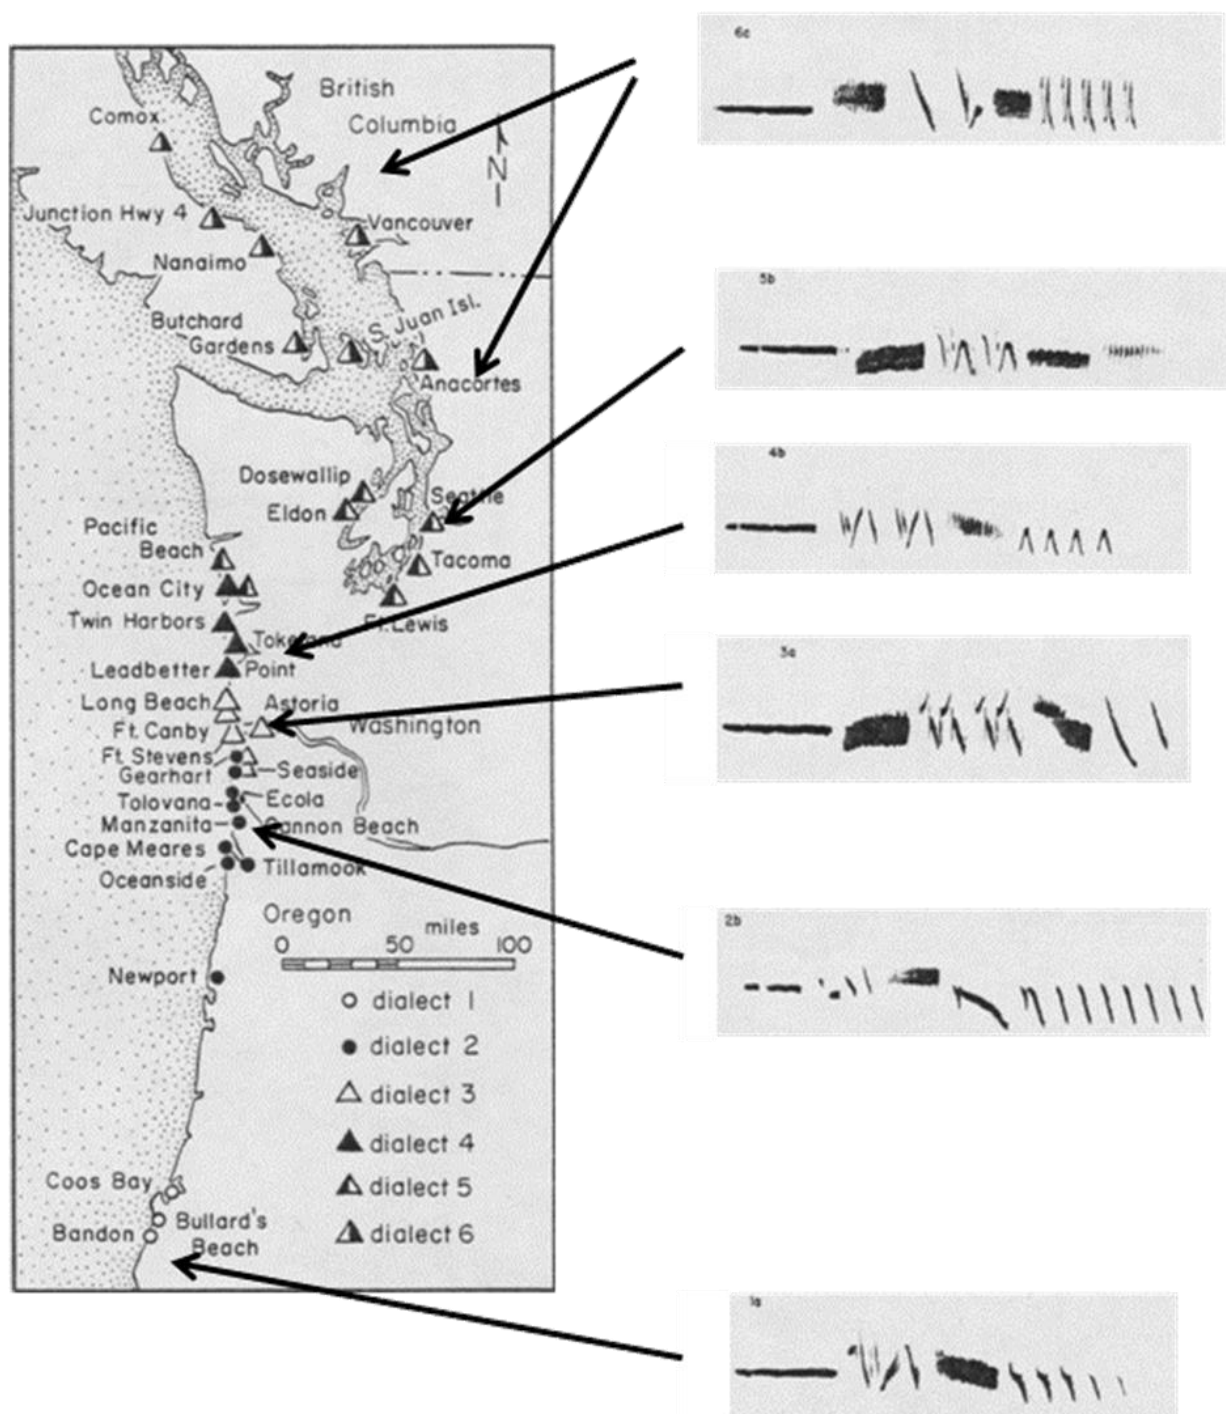 British
Columbia
Comox
N
Junction Hwy 4
Vancouver
Nanaimo
S. Juan Isl.
Butchard
Gardens
Anacortes
Dosewallip
Seattle
Eldon
Pacific
Beach
Tacoma
Ocean City
Ft. Lewis
Twin Harbors
Tokeland
Leadbetter Point
Long Beach
Astoria
Washington
Ft. Canby
Ft. Stevens
Gearhart
Seaside
Ecola
Tolovana
Manzanita
Cannon Beach
Cape Meares
Tillamook
Oceanside
Oregon
miles
0 50 100
Newport
dialect 1
dialect 2
dialect 3
dialect 4
dialect 5
dialect 6
Coos Bay
Bullard's
Beach
Bandon
6c
5b
4b
3a
2b
1a